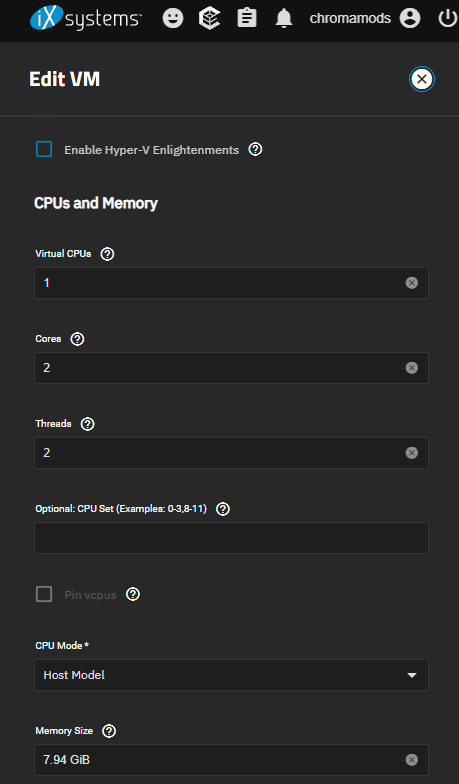 iX systems
chromamods
Edit VM
Enable Hyper-V Enlightenments
CPUs and Memory
Virtual CPUs
1
Cores
2
Threads
2
Optional: CPU Set (Examples: 0-3,8-11)
Pin vcpus
CPU Mode *
Host Model
Memory Size
7.94 GiB